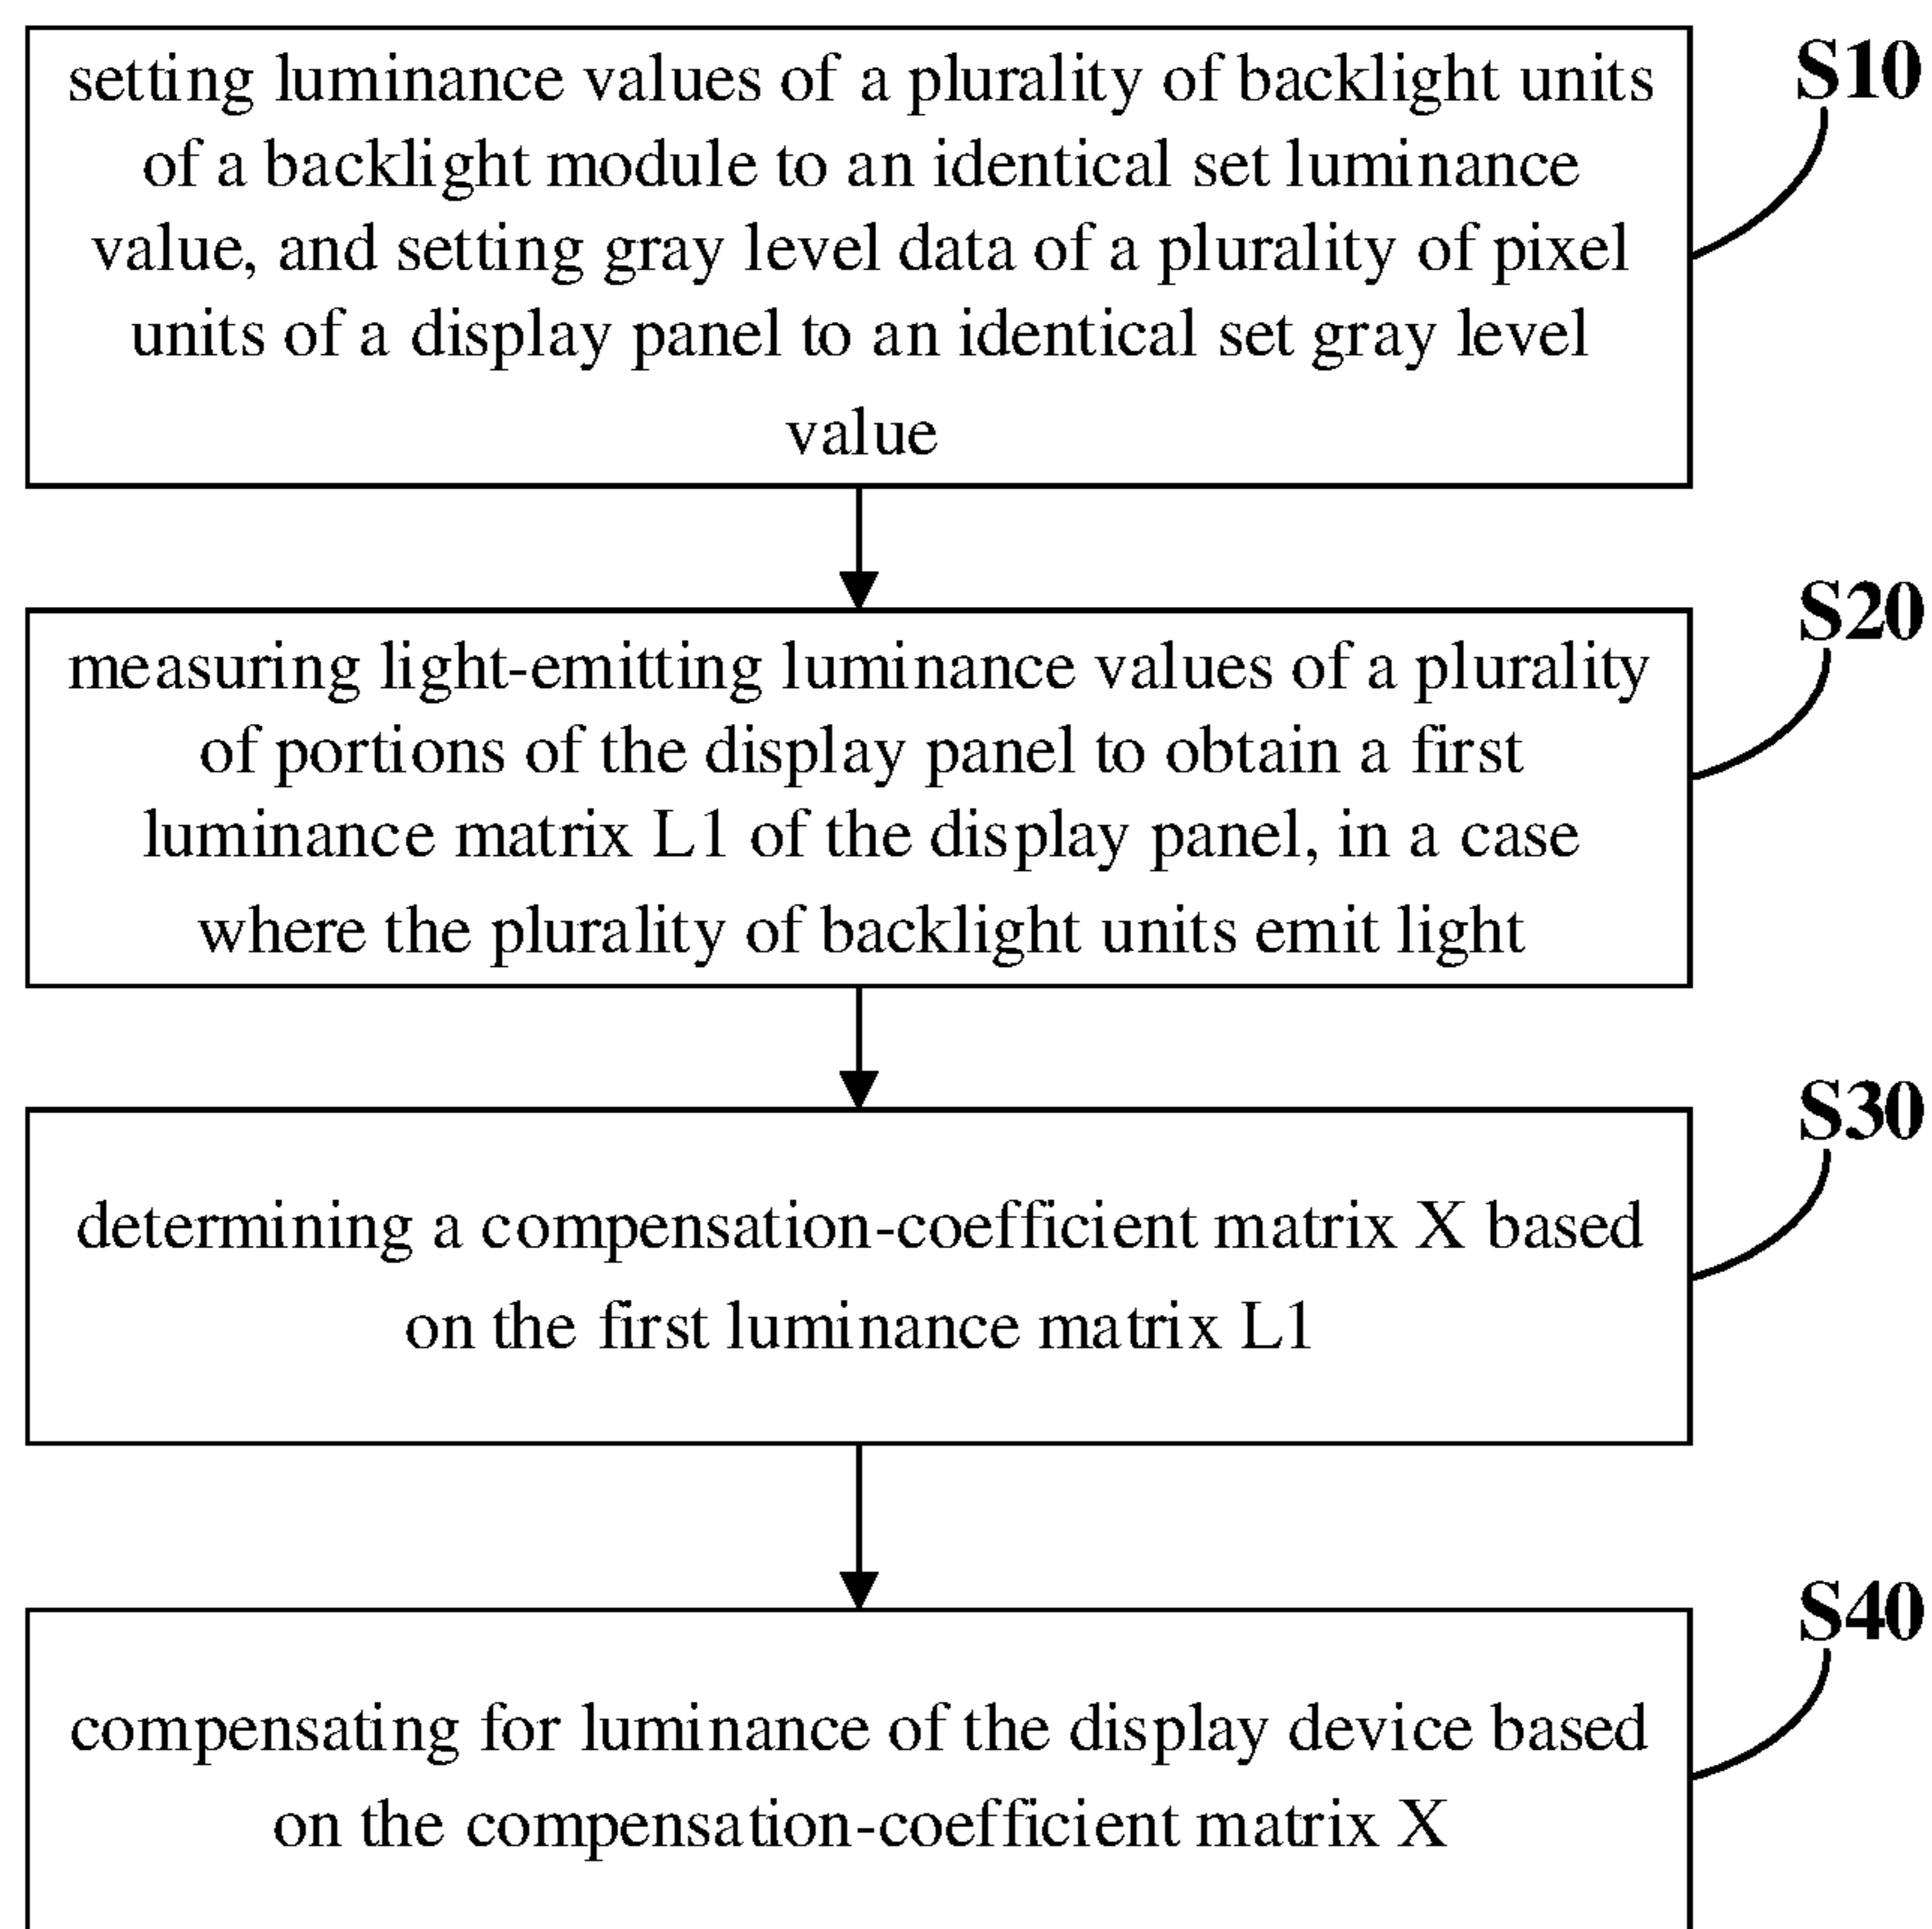 setting luminance values of a plurality of backlight units
of a backlight module to an identical set luminance
value, and setting gray level data of a plurality of pixel
units of a display panel to an identical set gray level
value
S10
measuring light-emitting luminance values of a plurality
of portions of the display panel to obtain a first
luminance matrix L1 of the display panel, in a case
where the plurality of backlight units emit light
S20
determining a compensation-coefficient matrix X based
on the first luminance matrix L1
S30
compensating for luminance of the display device based
on the compensation-coefficient matrix X
S40